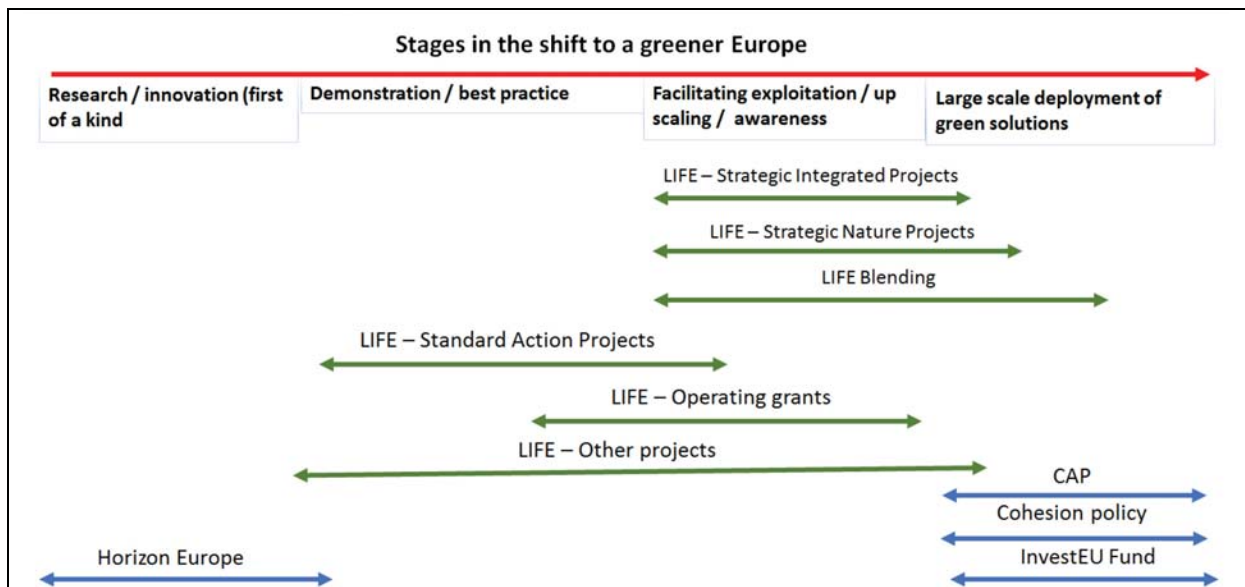 Stages in the shift to a greener Europe
Research / innovation (first
of a kind
Demonstration / best practice
Facilitating exploitation / up
scaling / awareness
Large scale deployment of
green solutions
LIFE – Strategic Integrated Projects
LIFE – Strategic Nature Projects
LIFE Blending
LIFE – Standard Action Projects
LIFE – Operating grants
LIFE – Other projects
CAP
Cohesion policy
Horizon Europe
InvestEU Fund